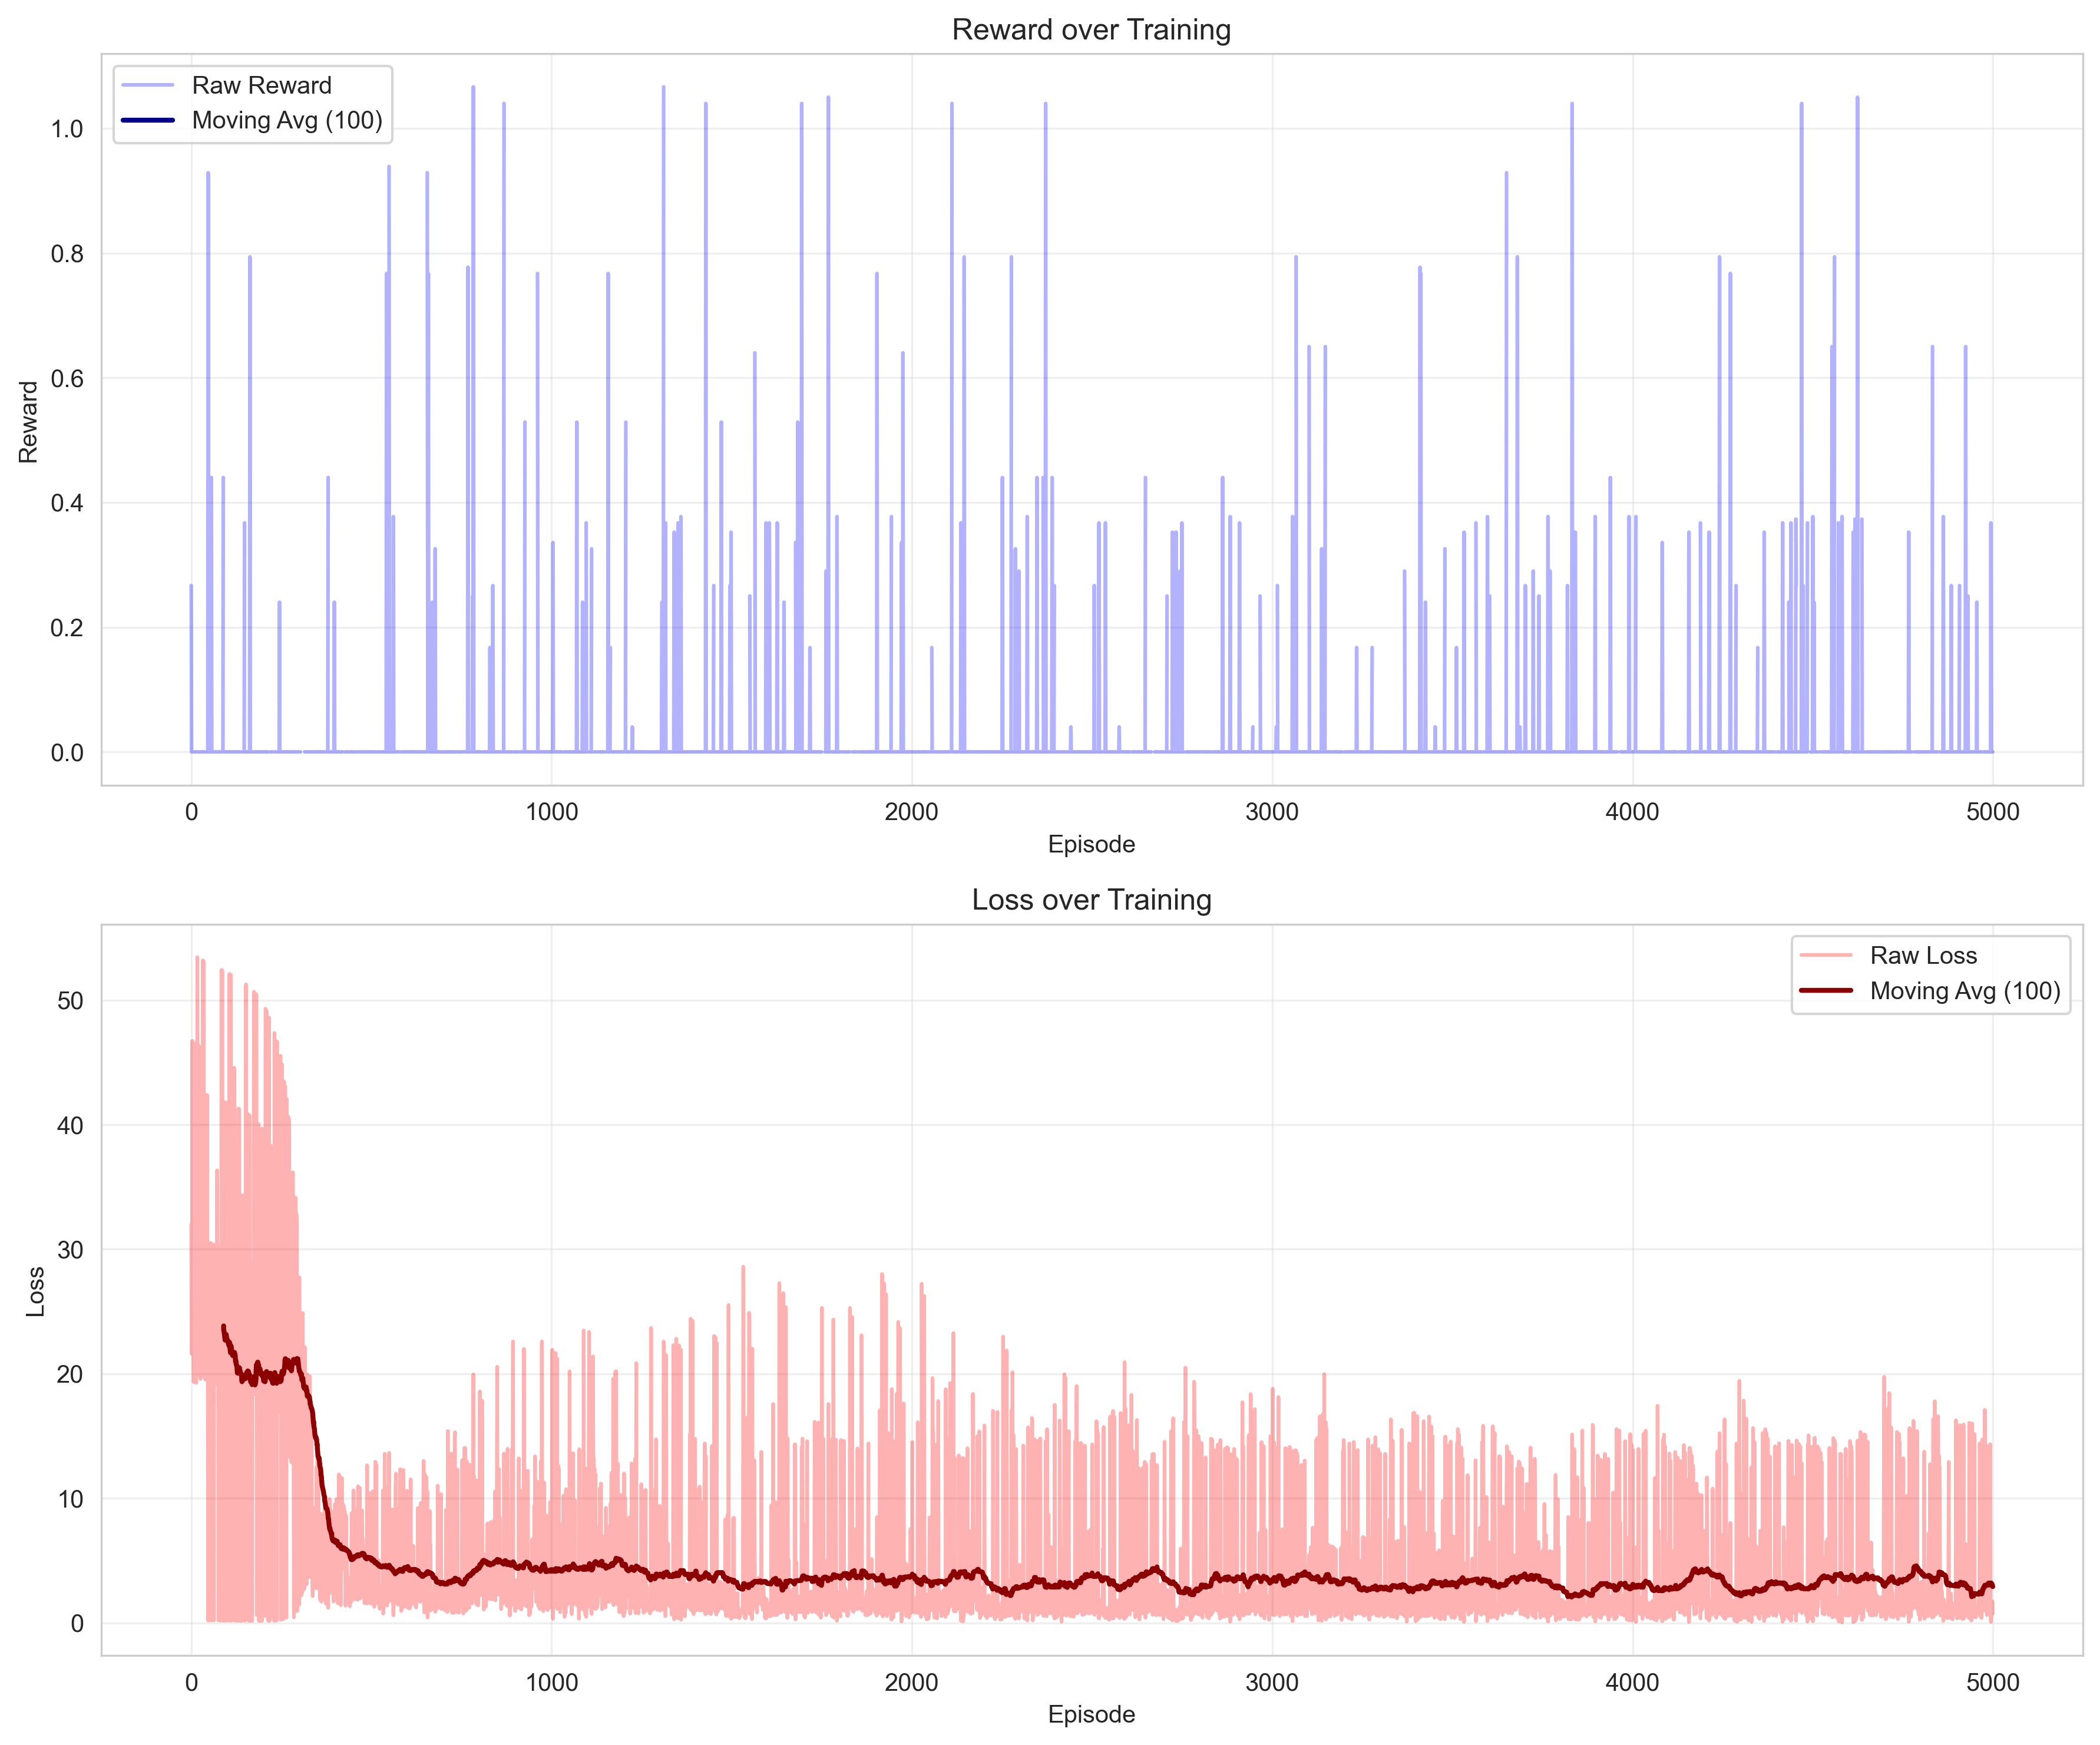 Reward over Training
Raw Reward
Moving Avg (100)
1.0
0.8
0.6
0.4
0.2
0.0
Reward
0 1000 2000 3000 4000 5000
Episode
Loss over Training
Raw Loss
Moving Avg (100)
50
40
30
20
10
0
Loss
0 1000 2000 3000 4000 5000
Episode